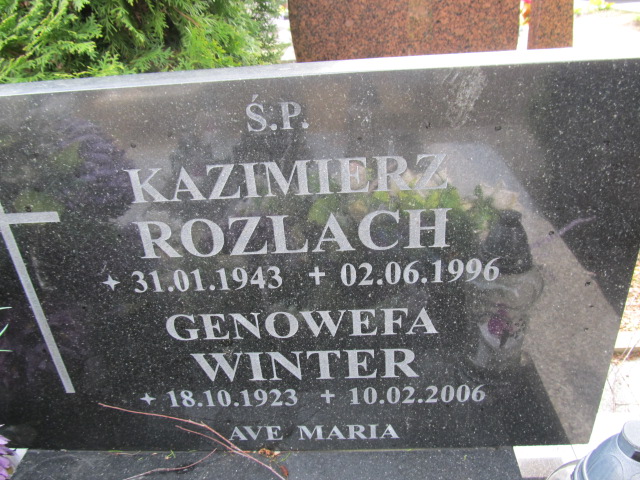 Ś.P.
KAZIMIERZ
ROZLACH
✦ 31.01.1943 + 02.06.1996
GENOWEFA
WINTER
✦ 18.10.1923 + 10.02.2006
AVE MARIA